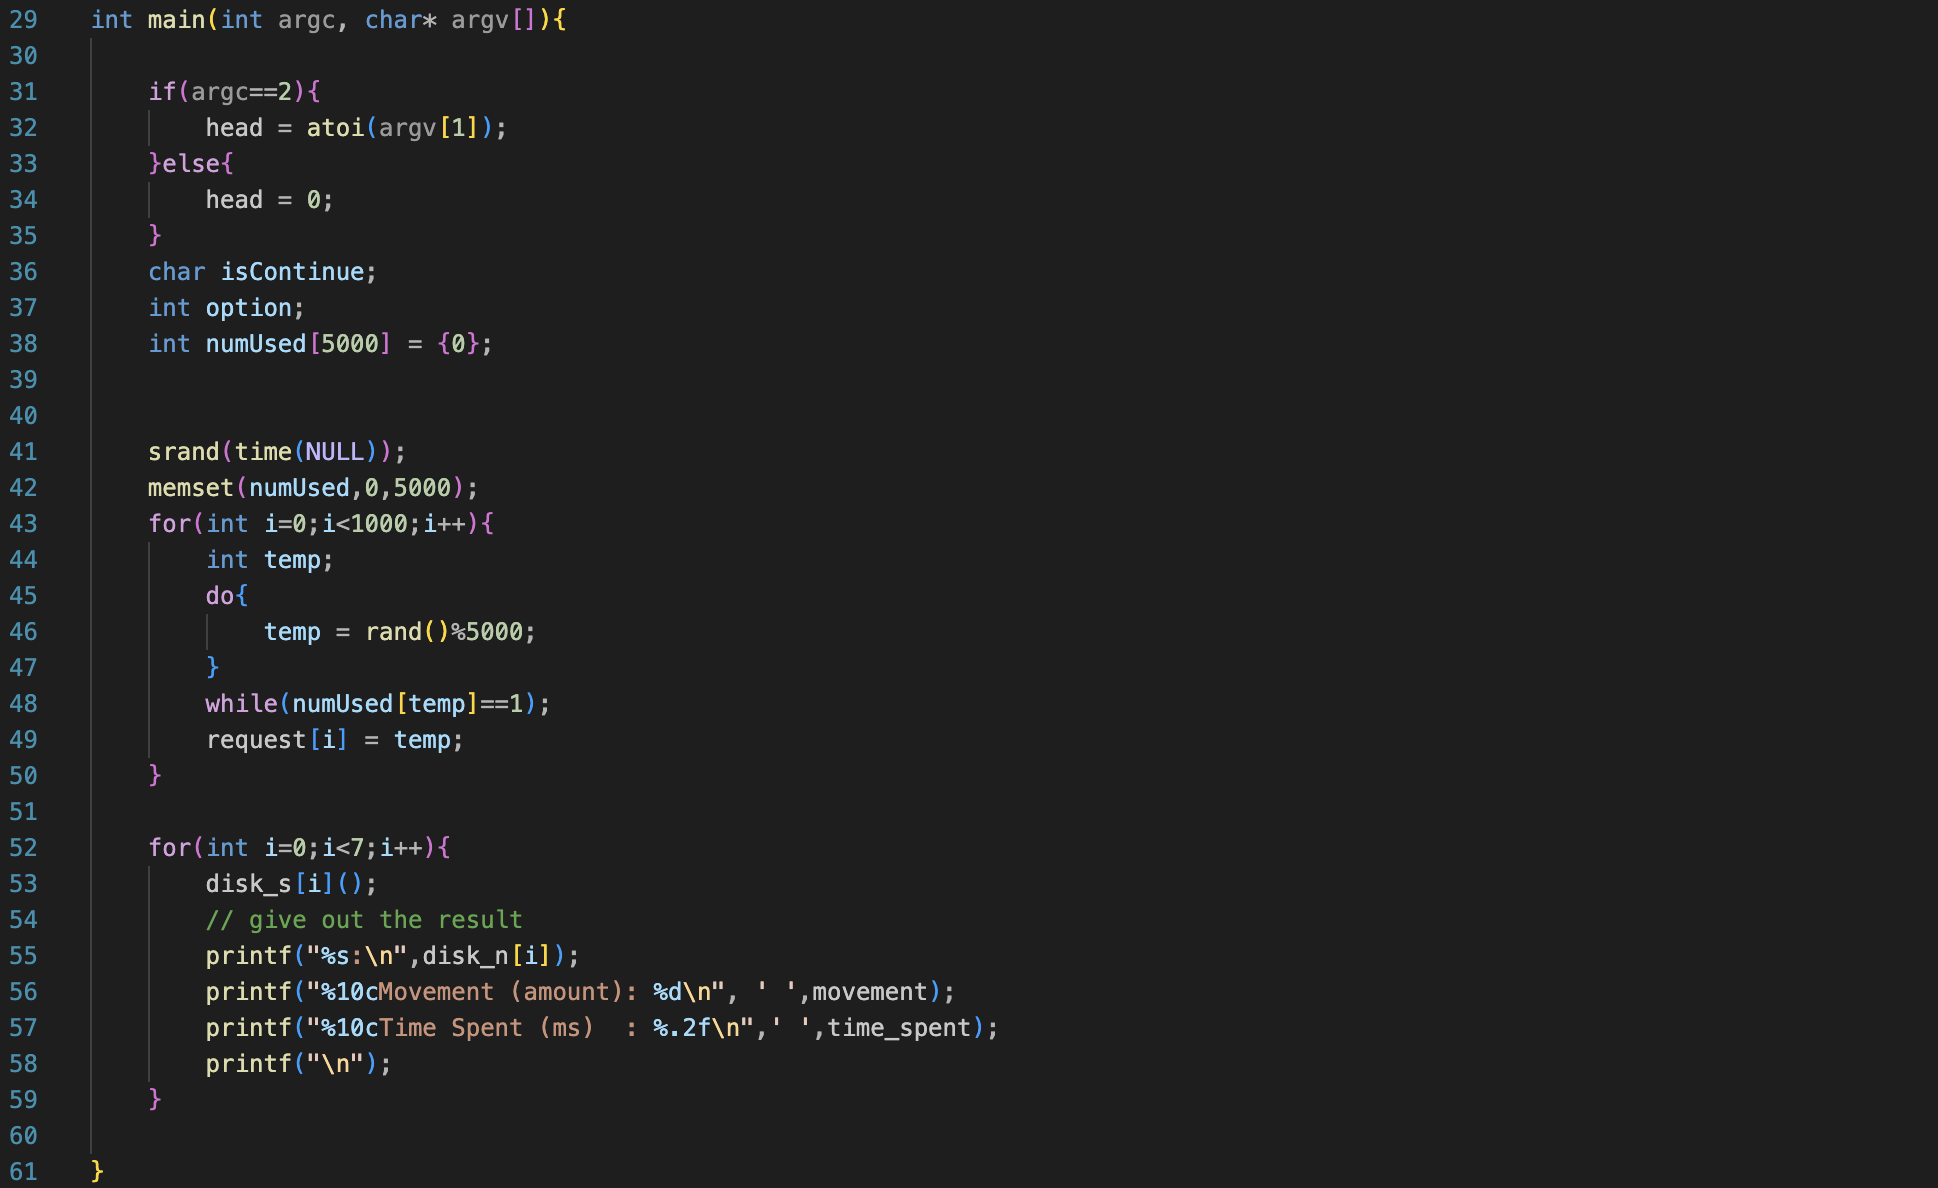 29 int main(int argc, char* argv[]){
30
31 if(argc==2){
32 head = atoi(argv[1]);
33 }else{
34 head = 0;
35 }
36 char isContinue;
37 int option;
38 int numUsed[5000] = {0};
39
40
41 srand(time(NULL));
42 memset(numUsed,0,5000);
43 for(int i=0;i<1000;i++){
44 int temp;
45 do{
46 temp = rand()%5000;
47 }
48 while(numUsed[temp]==1);
49 request[i] = temp;
50 }
51
52 for(int i=0;i<7;i++){
53 disk_s[i]();
54 // give out the result
55 printf("%s:\n",disk_n[i]);
56 printf("%10cMovement (amount): %d\n", ' ',movement);
57 printf("%10cTime Spent (ms)  : %.2f\n",' ',time_spent);
58 printf("\n");
59 }
60
61 }